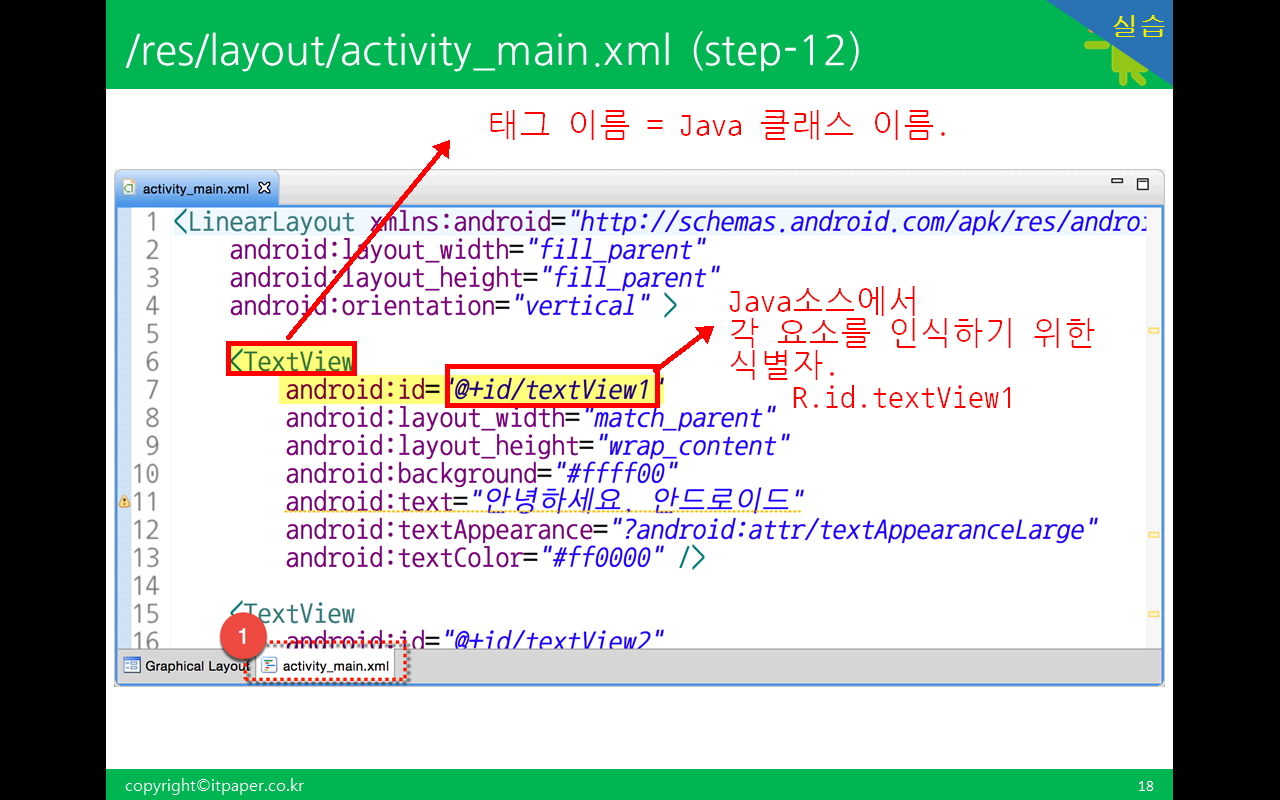 /res/layout/activity_main.xml (step-12)
실습
태그 이름 = Java 클래스 이름.
activity_main.xml
1 <LinearLayout xmlns:android="http://schemas.android.com/apk/res/androi
2 android:layout_width="fill_parent"
3 android:layout_height="fill_parent"
4 android:orientation="vertical" >
5
6 <TextView
7 android:id="@+id/textView1"
8 android:layout_width="match_parent"
9 android:layout_height="wrap_content"
10 android:background="#ffff00"
11 android:text="안녕하세요. 안드로이드"
12 android:textAppearance="?android:attr/textAppearanceLarge"
13 android:textColor="#ff0000" />
14
15 <TextView
16 android:id="@+id/textView2"
Java소스에서
각 요소를 인식하기 위한
식별자.
R.id.textView1
1
Graphical Layout
activity_main.xml
copyright©itpaper.co.kr
18